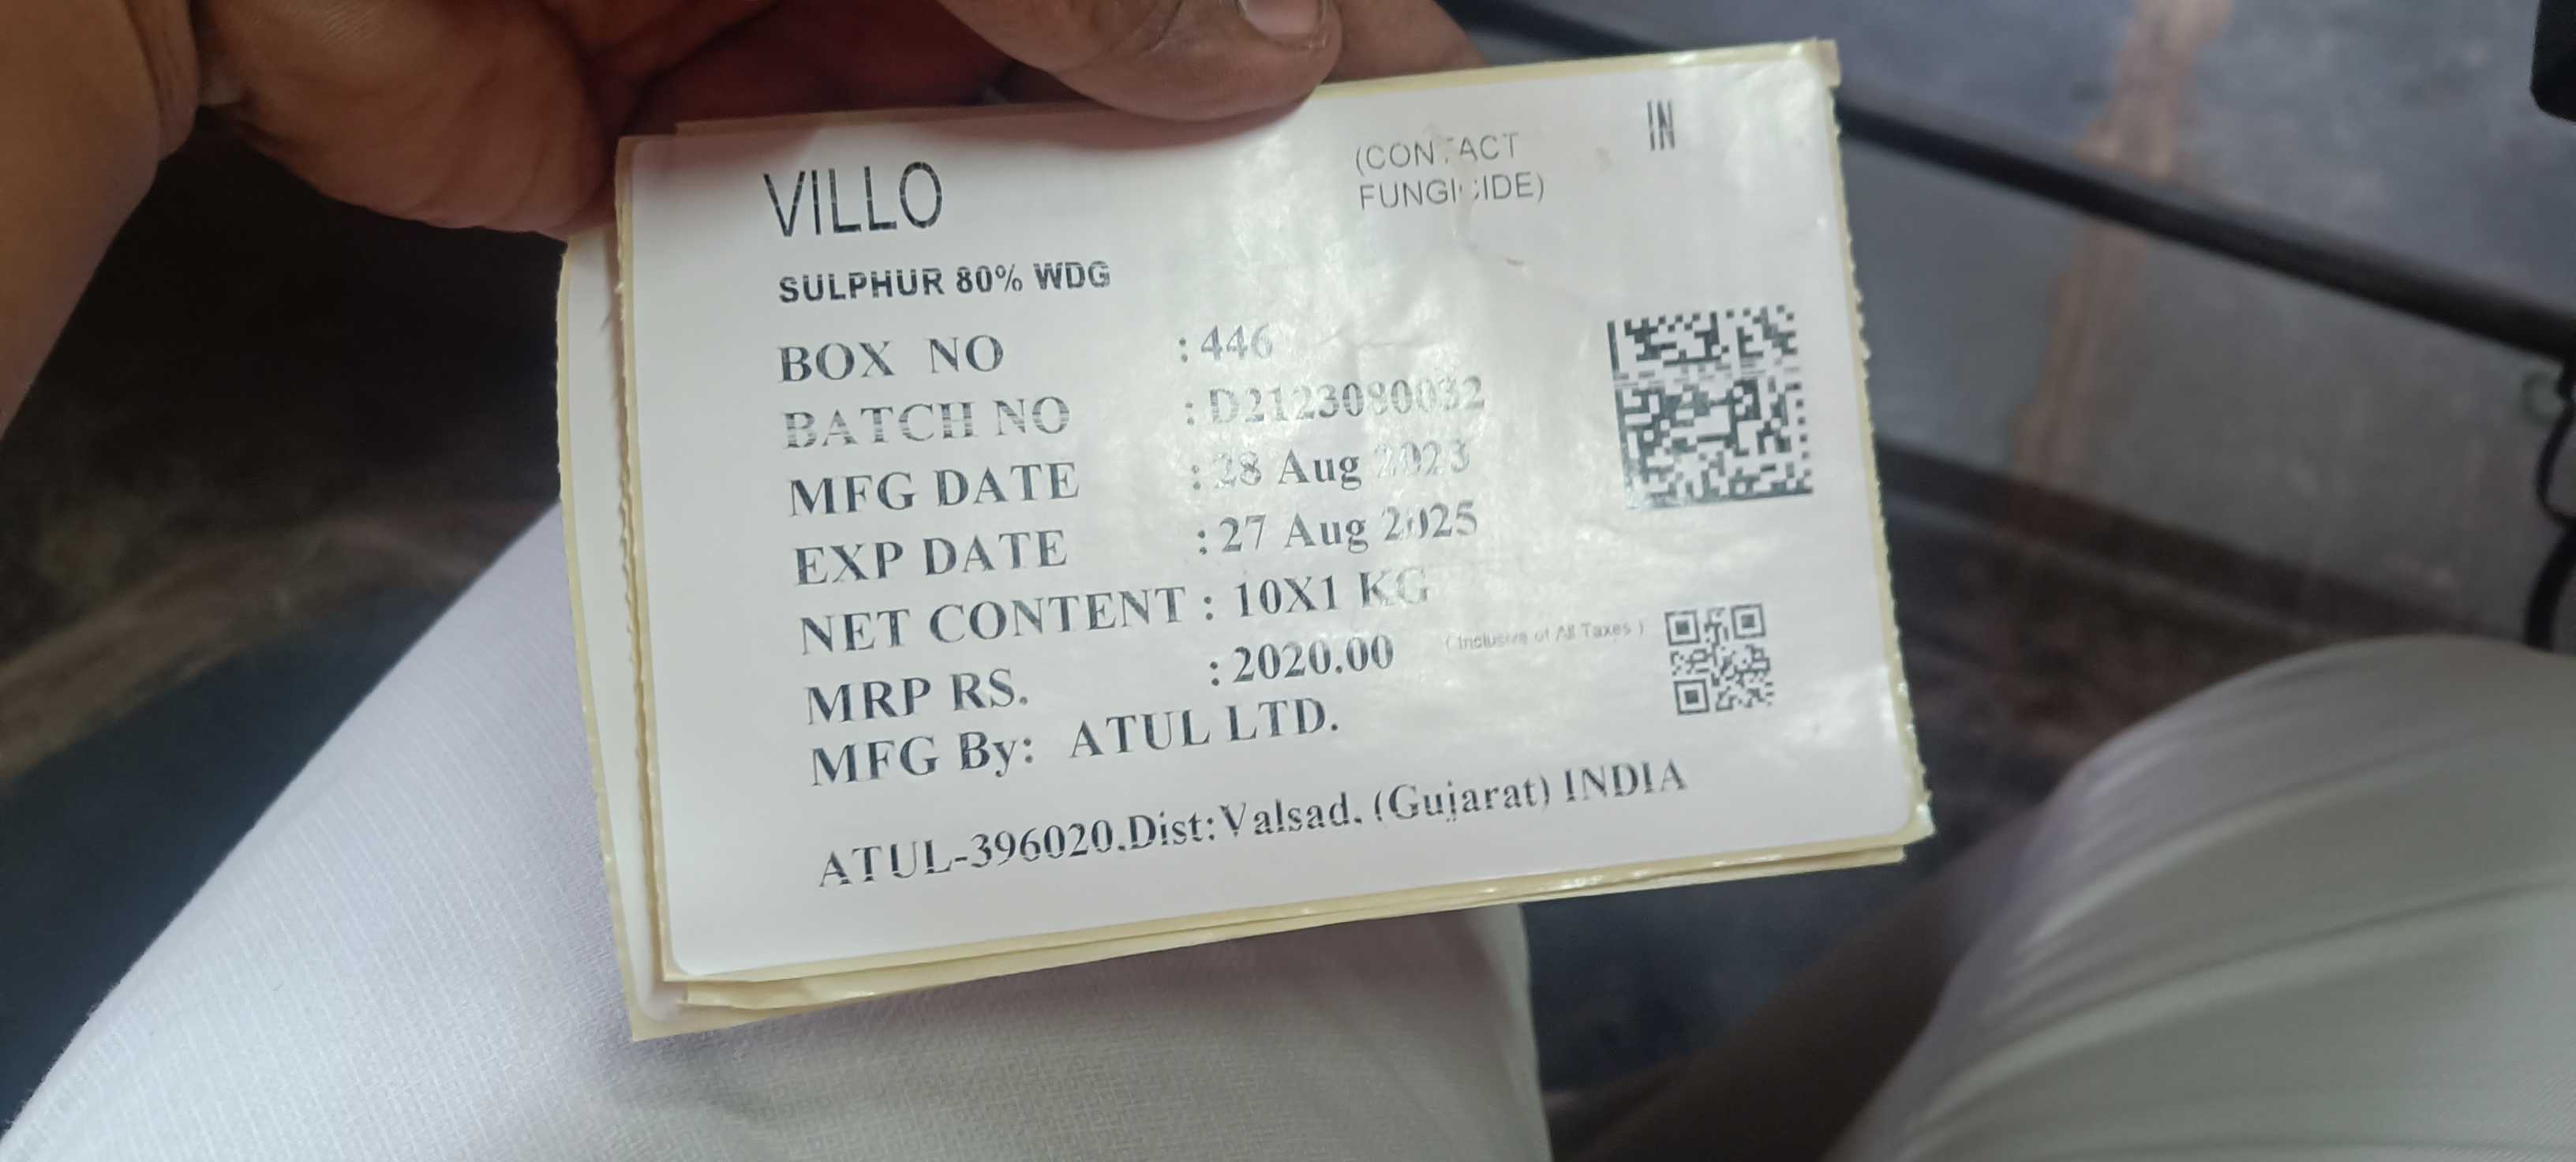 VILLO
(CONTACT
FUNGICIDE)
IN
SULPHUR 80% WDG
BOX NO : 446
BATCH NO : D2123080032
MFG DATE : 28 Aug 2023
EXP DATE : 27 Aug 2025
NET CONTENT : 10X1 KG
MRP RS. : 2020.00 ( Inclusive of All Taxes )
MFG By: ATUL LTD.
ATUL-396020.Dist:Valsad. (Gujarat) INDIA